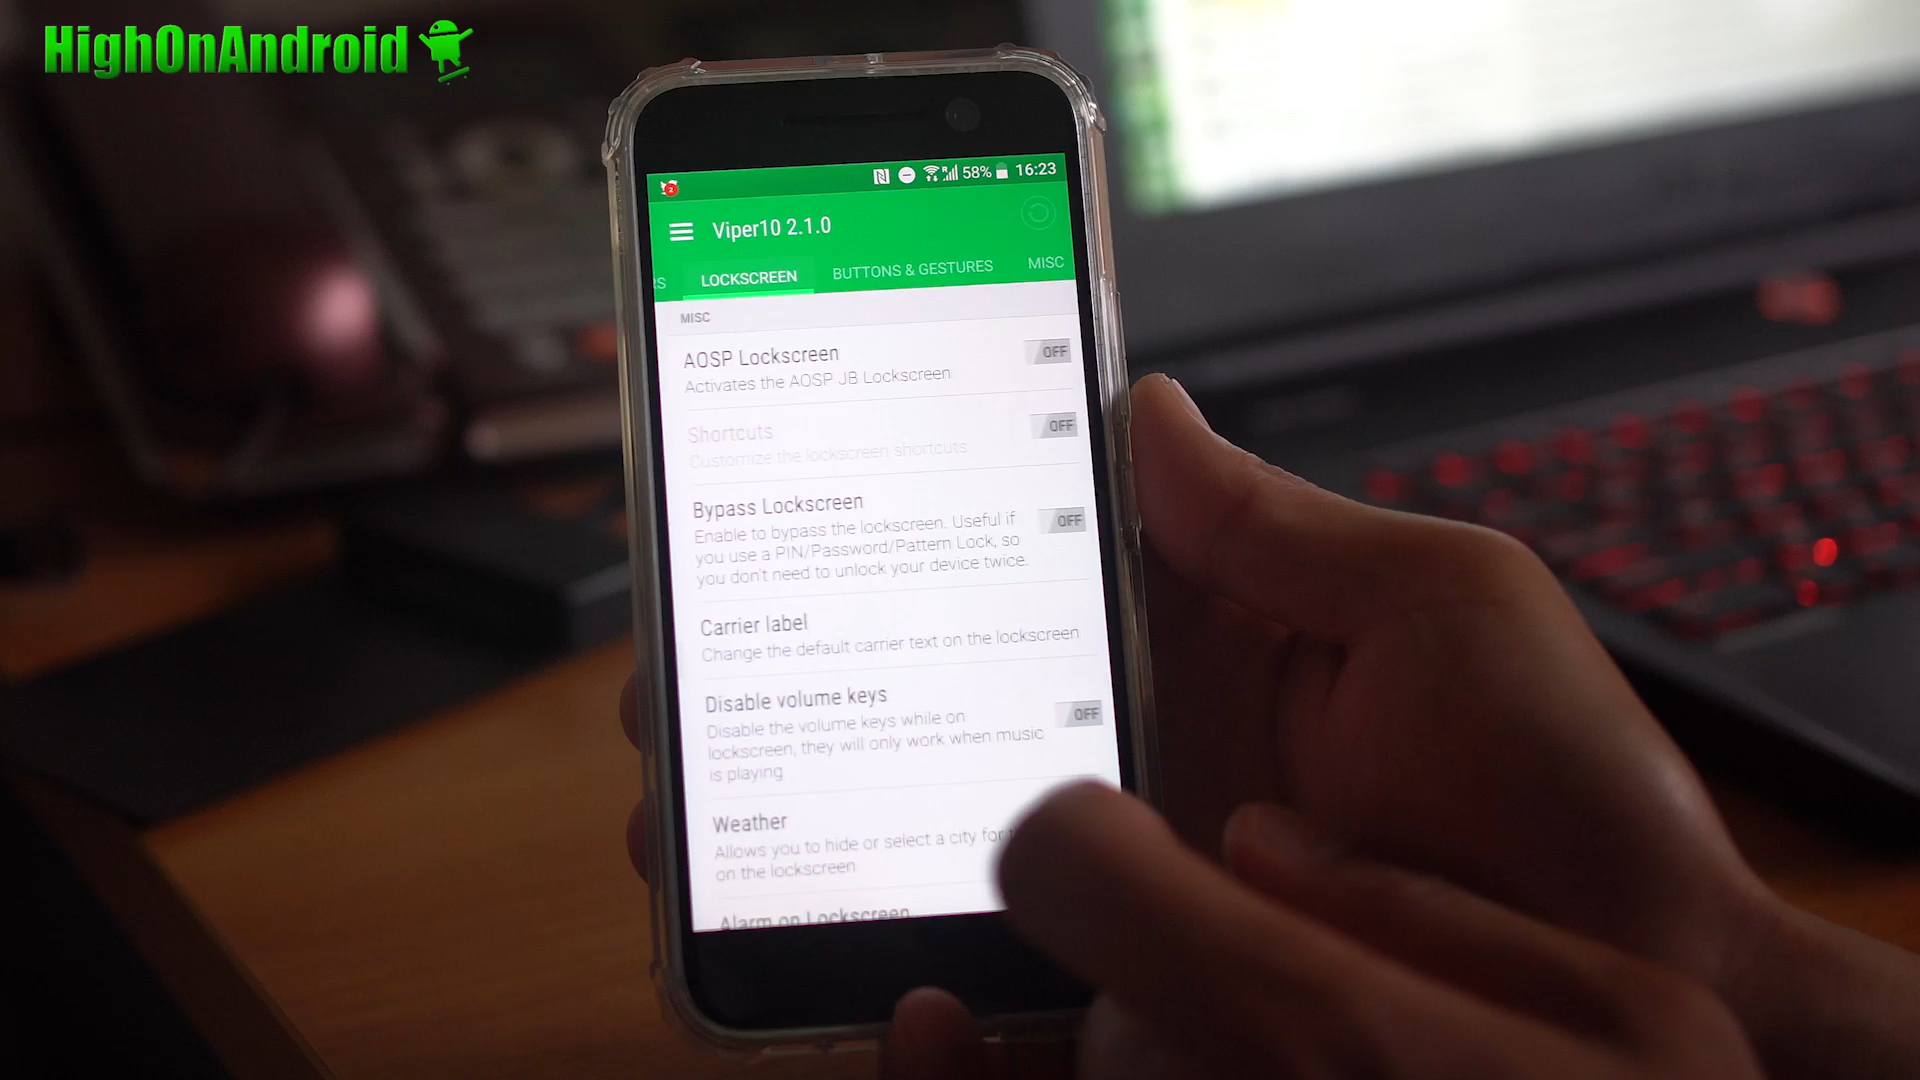 HighOnAndroid
2
58% 16:23
Viper10 2.1.0
RS LOCKSCREEN BUTTONS & GESTURES MISC
MISC
AOSP Lockscreen
OFF
Activates the AOSP JB Lockscreen
Shortcuts
OFF
Customize the lockscreen shortcuts
Bypass Lockscreen
OFF
Enable to bypass the lockscreen. Useful if
you use a PIN/Password/Pattern Lock, so
you don't need to unlock your device twice.
Carrier label
Change the default carrier text on the lockscreen
Disable volume keys
OFF
Disable the volume keys while on
lockscreen, they will only work when music
is playing
Weather
Allows you to hide or select a city for
on the lockscreen
Alarm on Lockscreen